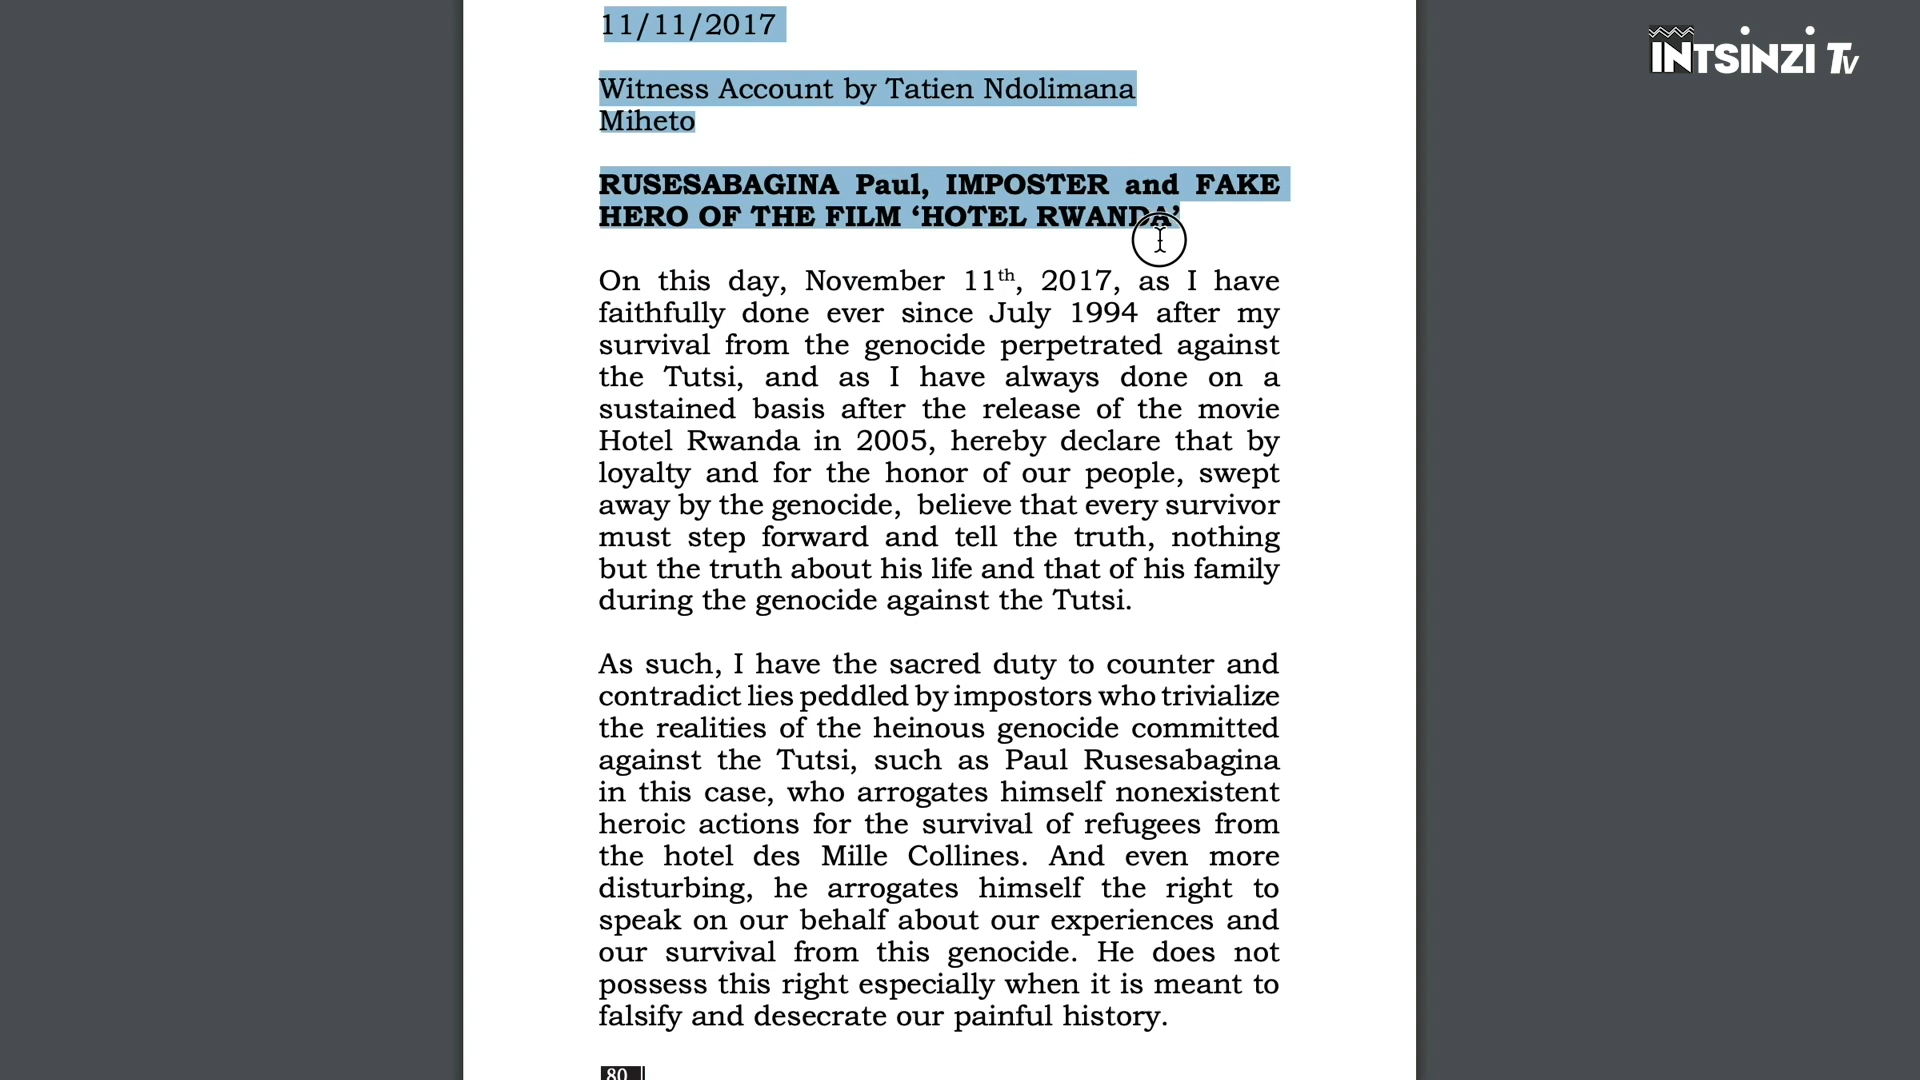 11/11/2017
INTSINZI TV
Witness Account by Tatien Ndolimana
Miheto
RUSESABAGINA Paul, IMPOSTER and FAKE
HERO OF THE FILM ‘HOTEL RWANDA’
On this day, November 11th, 2017, as I have
faithfully done ever since July 1994 after my
survival from the genocide perpetrated against
the Tutsi, and as I have always done on a
sustained basis after the release of the movie
Hotel Rwanda in 2005, hereby declare that by
loyalty and for the honor of our people, swept
away by the genocide, believe that every survivor
must step forward and tell the truth, nothing
but the truth about his life and that of his family
during the genocide against the Tutsi.
As such, I have the sacred duty to counter and
contradict lies peddled by impostors who trivialize
the realities of the heinous genocide committed
against the Tutsi, such as Paul Rusesabagina
in this case, who arrogates himself nonexistent
heroic actions for the survival of refugees from
the hotel des Mille Collines. And even more
disturbing, he arrogates himself the right to
speak on our behalf about our experiences and
our survival from this genocide. He does not
possess this right especially when it is meant to
falsify and desecrate our painful history.
80